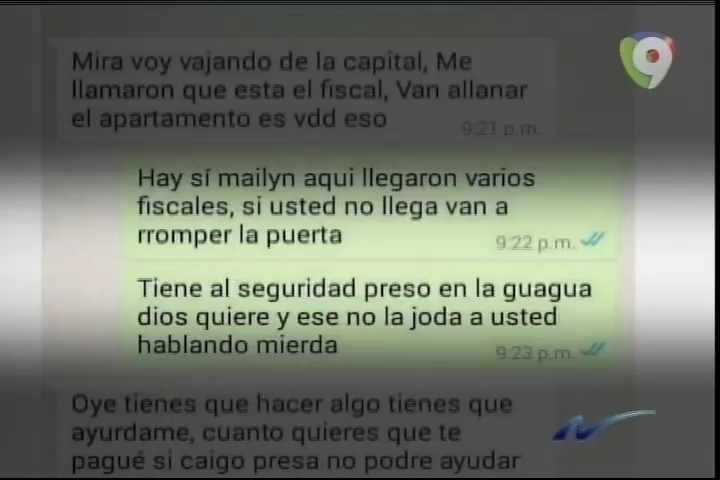 9
Mira voy vajando de la capital, Me
llamaron que esta el fiscal, Van allanar
el apartamento es vdd eso
9:21 p.m.
Hay sí mailyn aqui llegaron varios
fiscales, si usted no llega van a
rromper la puerta
9:22 p.m.
Tiene al seguridad preso en la guagua
dios quiere y ese no la joda a usted
hablando mierda
9:23 p.m.
Oye tienes que hacer algo tienes que
ayurdame, cuanto quieres que te
pagué si caigo presa no podre ayudar